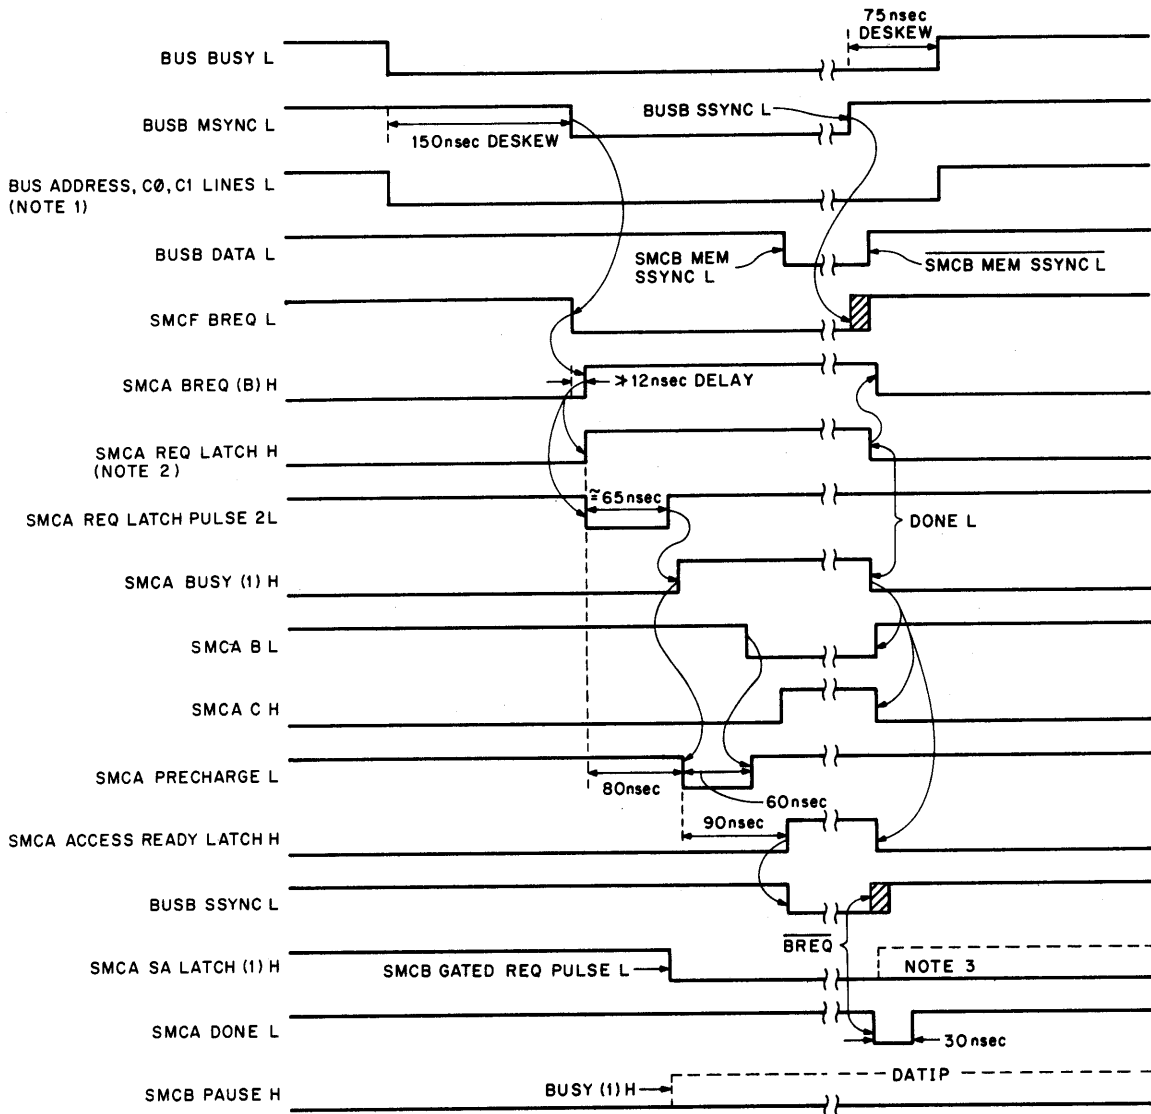 75nsec
DESKEW
BUS BUSY L
BUSB MSYNC L
BUSB SSYNC L
150nsec DESKEW
BUS ADDRESS, CØ, C1 LINES L
(NOTE 1)
BUSB DATA L
SMCB MEM
SSYNC L
SMCB MEM SSYNC L
SMCF BREQ L
SMCA BREQ (B) H
≯12nsec DELAY
SMCA REQ LATCH H
(NOTE 2)
≅65nsec
SMCA REQ LATCH PULSE 2L
DONE L
SMCA BUSY (1) H
SMCA B L
SMCA C H
SMCA PRECHARGE L
80nsec
60nsec
90nsec
SMCA ACCESS READY LATCH H
BUSB SSYNC L
BREQ
SMCA SA LATCH (1) H
SMCB GATED REQ PULSE L
NOTE 3
SMCA DONE L
30nsec
DATIP
SMCB PAUSE H
BUSY (1) H